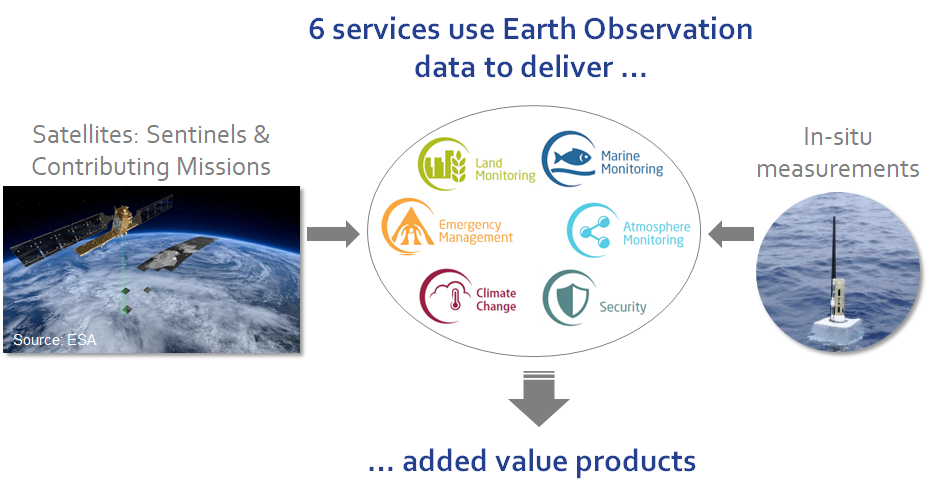 6 services use Earth Observation
data to deliver ...
Satellites: Sentinels &
Contributing Missions
Source: ESA
Land
Monitoring
Marine
Monitoring
Emergency
Management
Atmosphere
Monitoring
Climate
Change
Security
In-situ
measurements
... added value products